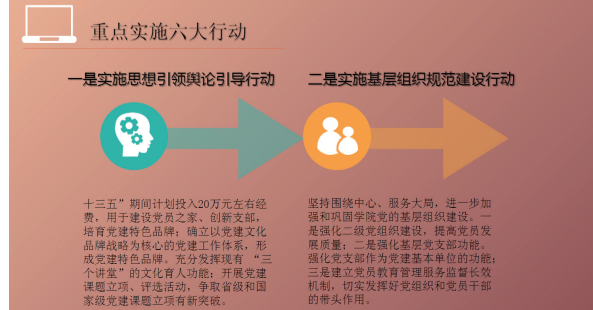 重点实施六大行动
一是实施思想引领舆论引导行动
二是实施基层组织规范建设行动
十三五”期间计划投入20万元左右经
费，用于建设党员之家、创新支部，
培育党建特色品牌；确立以党建文化
品牌战略为核心的党建工作体系，形
成党建特色品牌。充分发挥现有 “三
个讲堂”的文化育人功能；开展党建
课题立项、评选活动，争取省级和国
家级党建课题立项有新突破。
坚持围绕中心、服务大局，进一步加
强和巩固学院党的基层组织建设。一
是强化二级党组织建设，提高党员发
展质量；二是强化基层党支部功能。
强化党支部作为党建基本单位的功能；
三是建立党员教育管理服务监督长效
机制，切实发挥好党组织和党员干部
的带头作用。